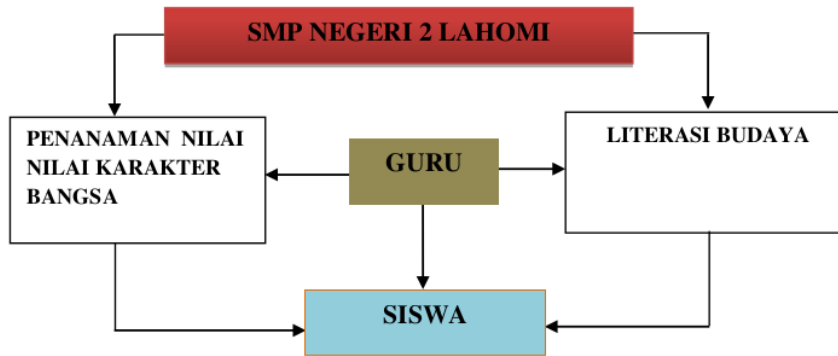 SMP NEGERI 2 LAHOMI
PENANAMAN NILAI
NILAI KARAKTER
BANGSA
GURU
LITERASI BUDAYA
SISWA